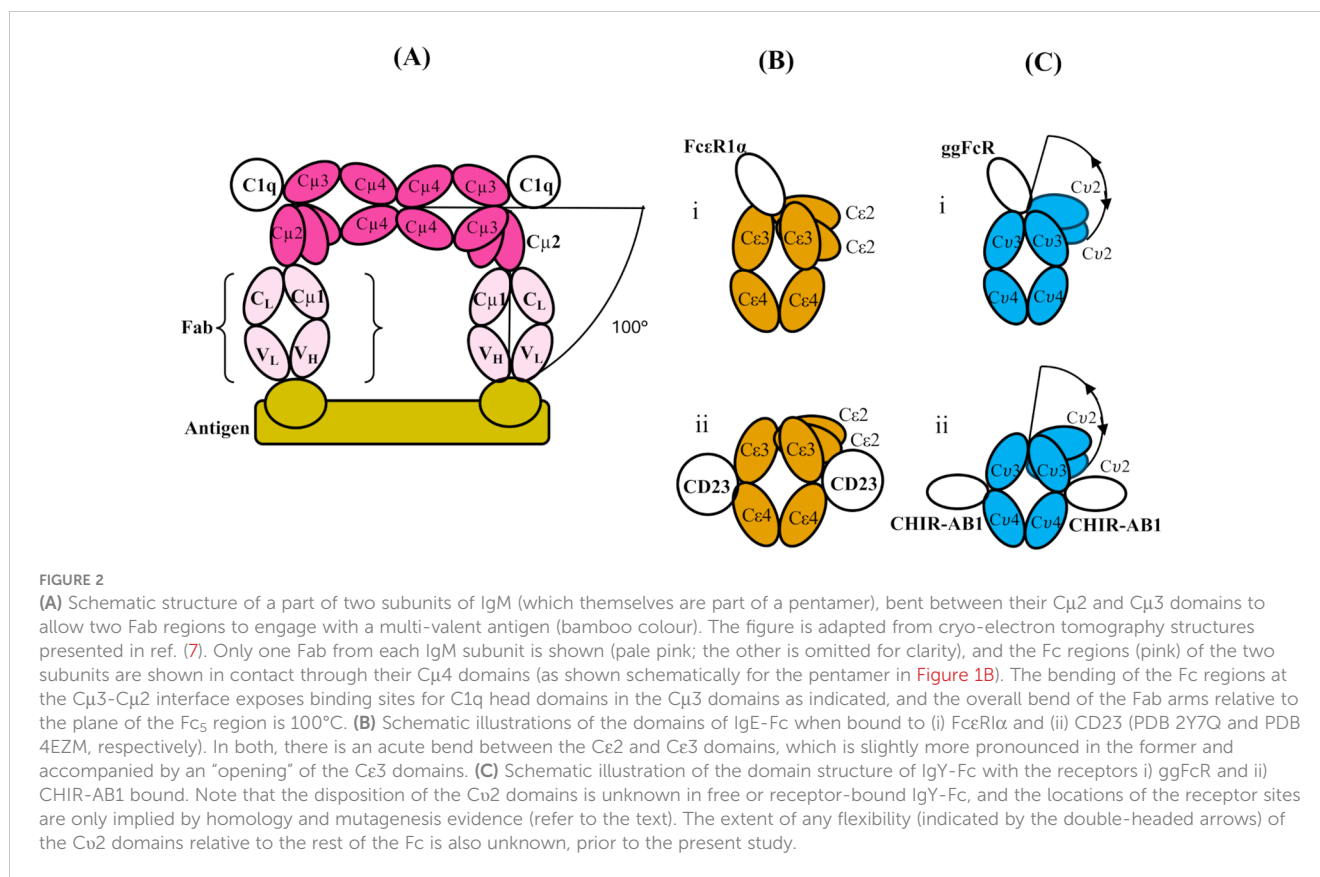 (A)
(B)
(C)
C1q
Cμ3
Cμ4
Cμ4
Cμ3
C1q
Cμ2
Cμ4
Cμ4
Cμ3
Cμ2
Fab
C_L
Cμ1
V_L
V_H
Cμ1
C_L
V_H
V_L
100°
Antigen
FcεR1α
i
Cε3
Cε3
Cε2
Cε2
Cε4
Cε4
ii
Cε2
Cε2
Cε3
Cε3
CD23
CD23
Cε4
Cε4
ggFcR
i
Cυ2
Cυ3
Cυ3
Cυ2
Cυ4
Cυ4
ii
Cυ2
Cυ3
Cυ3
Cυ2
CHIR-AB1
Cυ4
Cυ4
CHIR-AB1
FIGURE 2
(A) Schematic structure of a part of two subunits of IgM (which themselves are part of a pentamer), bent between their Cμ2 and Cμ3 domains to
allow two Fab regions to engage with a multi-valent antigen (bamboo colour). The figure is adapted from cryo-electron tomography structures
presented in ref. (7). Only one Fab from each IgM subunit is shown (pale pink; the other is omitted for clarity), and the Fc regions (pink) of the two
subunits are shown in contact through their Cμ4 domains (as shown schematically for the pentamer in Figure 1B). The bending of the Fc regions at
the Cμ3-Cμ2 interface exposes binding sites for C1q head domains in the Cμ3 domains as indicated, and the overall bend of the Fab arms relative to
the plane of the Fc₅ region is 100°C. (B) Schematic illustrations of the domains of IgE-Fc when bound to (i) FcεRIα and (ii) CD23 (PDB 2Y7Q and PDB
4EZM, respectively). In both, there is an acute bend between the Cε2 and Cε3 domains, which is slightly more pronounced in the former and
accompanied by an “opening” of the Cε3 domains. (C) Schematic illustration of the domain structure of IgY-Fc with the receptors i) ggFcR and ii)
CHIR-AB1 bound. Note that the disposition of the Cυ2 domains is unknown in free or receptor-bound IgY-Fc, and the locations of the receptor sites
are only implied by homology and mutagenesis evidence (refer to the text). The extent of any flexibility (indicated by the double-headed arrows) of
the Cυ2 domains relative to the rest of the Fc is also unknown, prior to the present study.